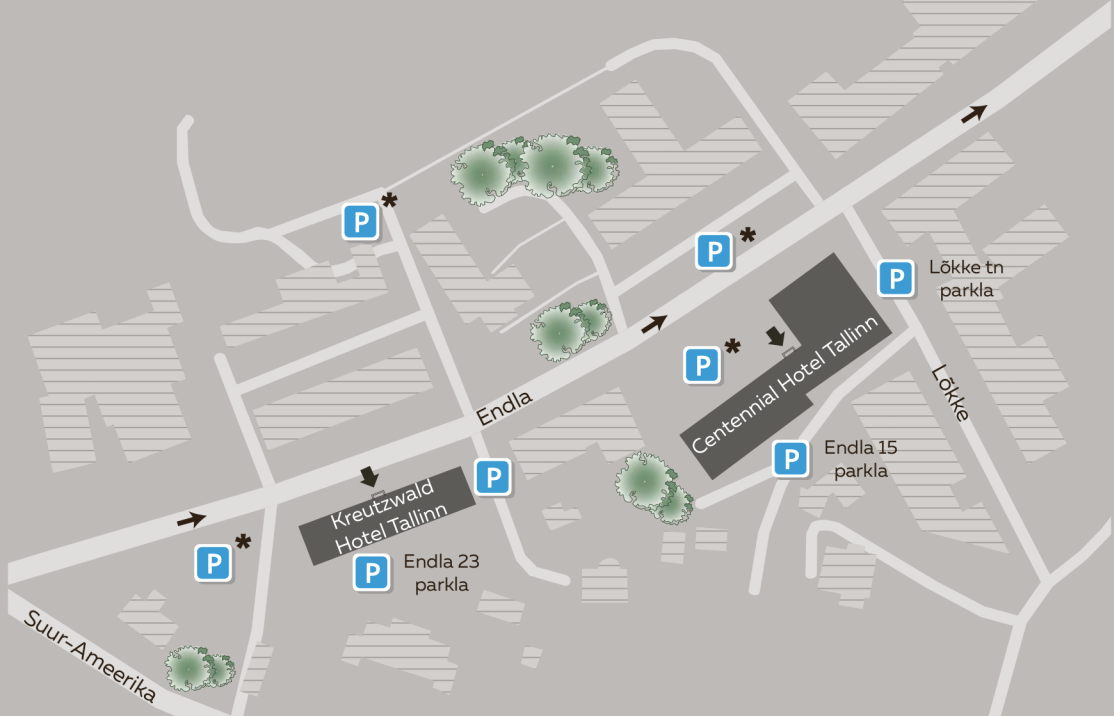 P *
P *
Lõkke tn
parkla
P
P *
Centennial Hotel Tallinn
Lõkke
Endla
Endla 15
parkla
P
P
Kreutzwald
Hotel Tallinn
P *
Endla 23
parkla
P
Suur-Ameerika